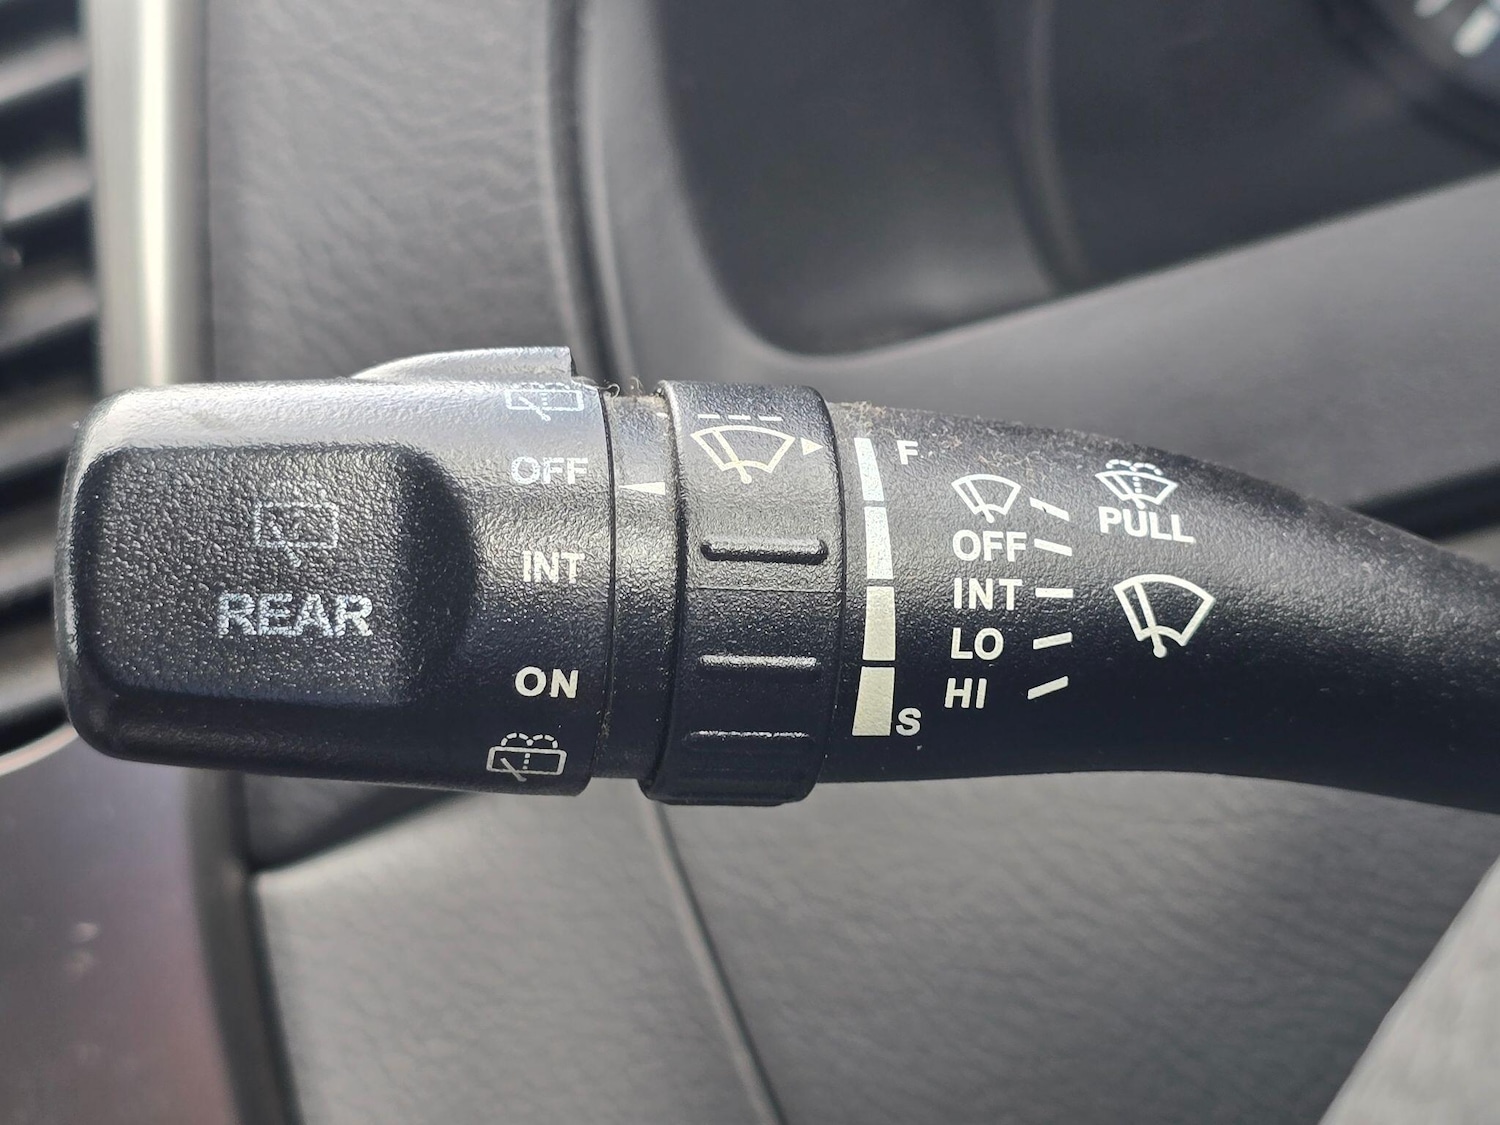 REAR
OFF
INT
ON
F
S
OFF
INT
LO
HI
PULL